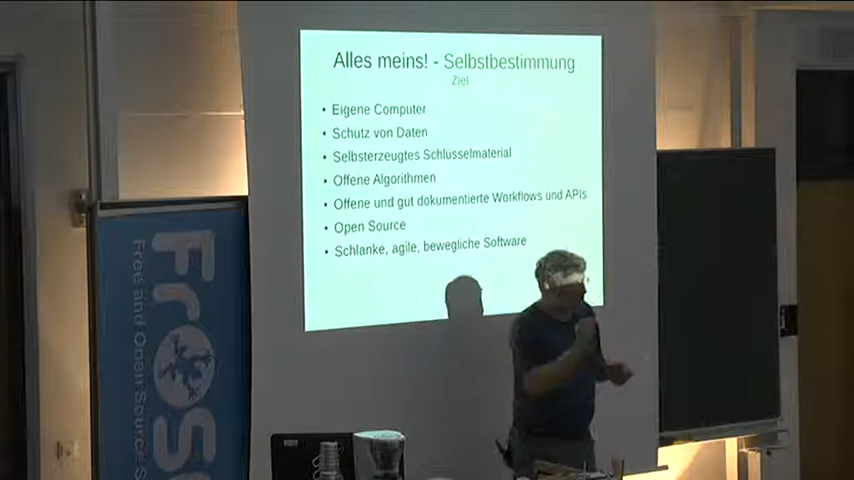 Alles meins! - Selbstbestimmung
Ziel
• Eigene Computer
• Schutz von Daten
• Selbsterzeugtes Schlüsselmaterial
• Offene Algorithmen
• Offene und gut dokumentierte Workflows und APIs
• Open Source
• Schlanke, agile, bewegliche Software
FrOS
Free and Open Source S